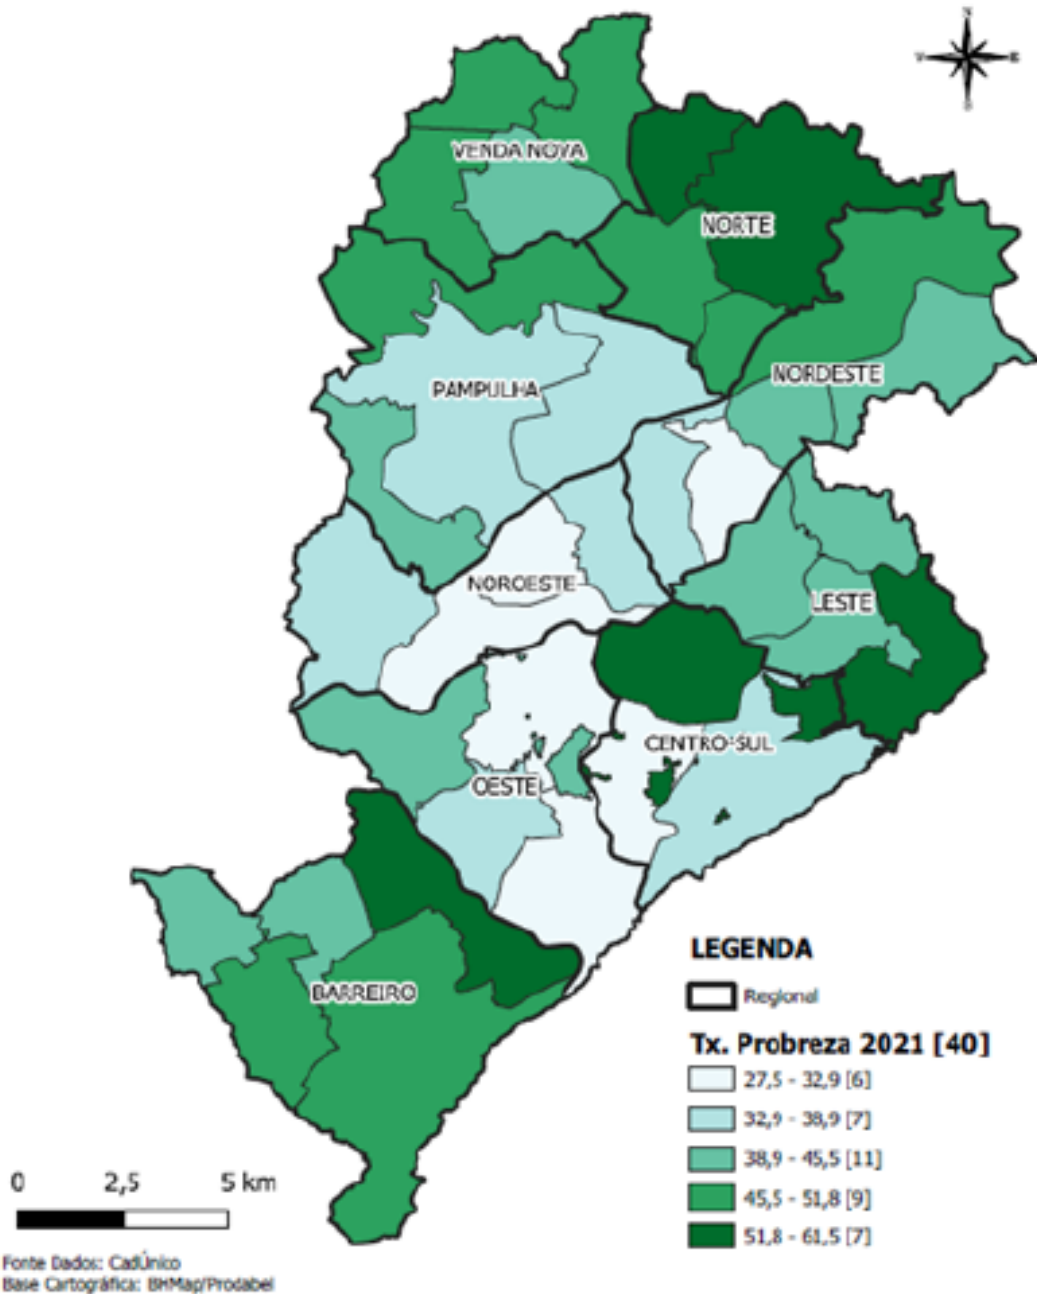 N
V
E
S
VENDA NOVA
NORTE
NORDESTE
PAMPULHA
NOROESTE
LESTE
CENTRO-SUL
OESTE
BARREIRO
LEGENDA
Regional
Tx. Probreza 2021 [40]
27,5 - 32,9 [6]
32,9 - 38,9 [7]
38,9 - 45,5 [11]
45,5 - 51,8 [9]
51,8 - 61,5 [7]
0 2,5 5 km
Fonte Dados: CadÚnico
Base Cartográfica: BHMap/Prodabel